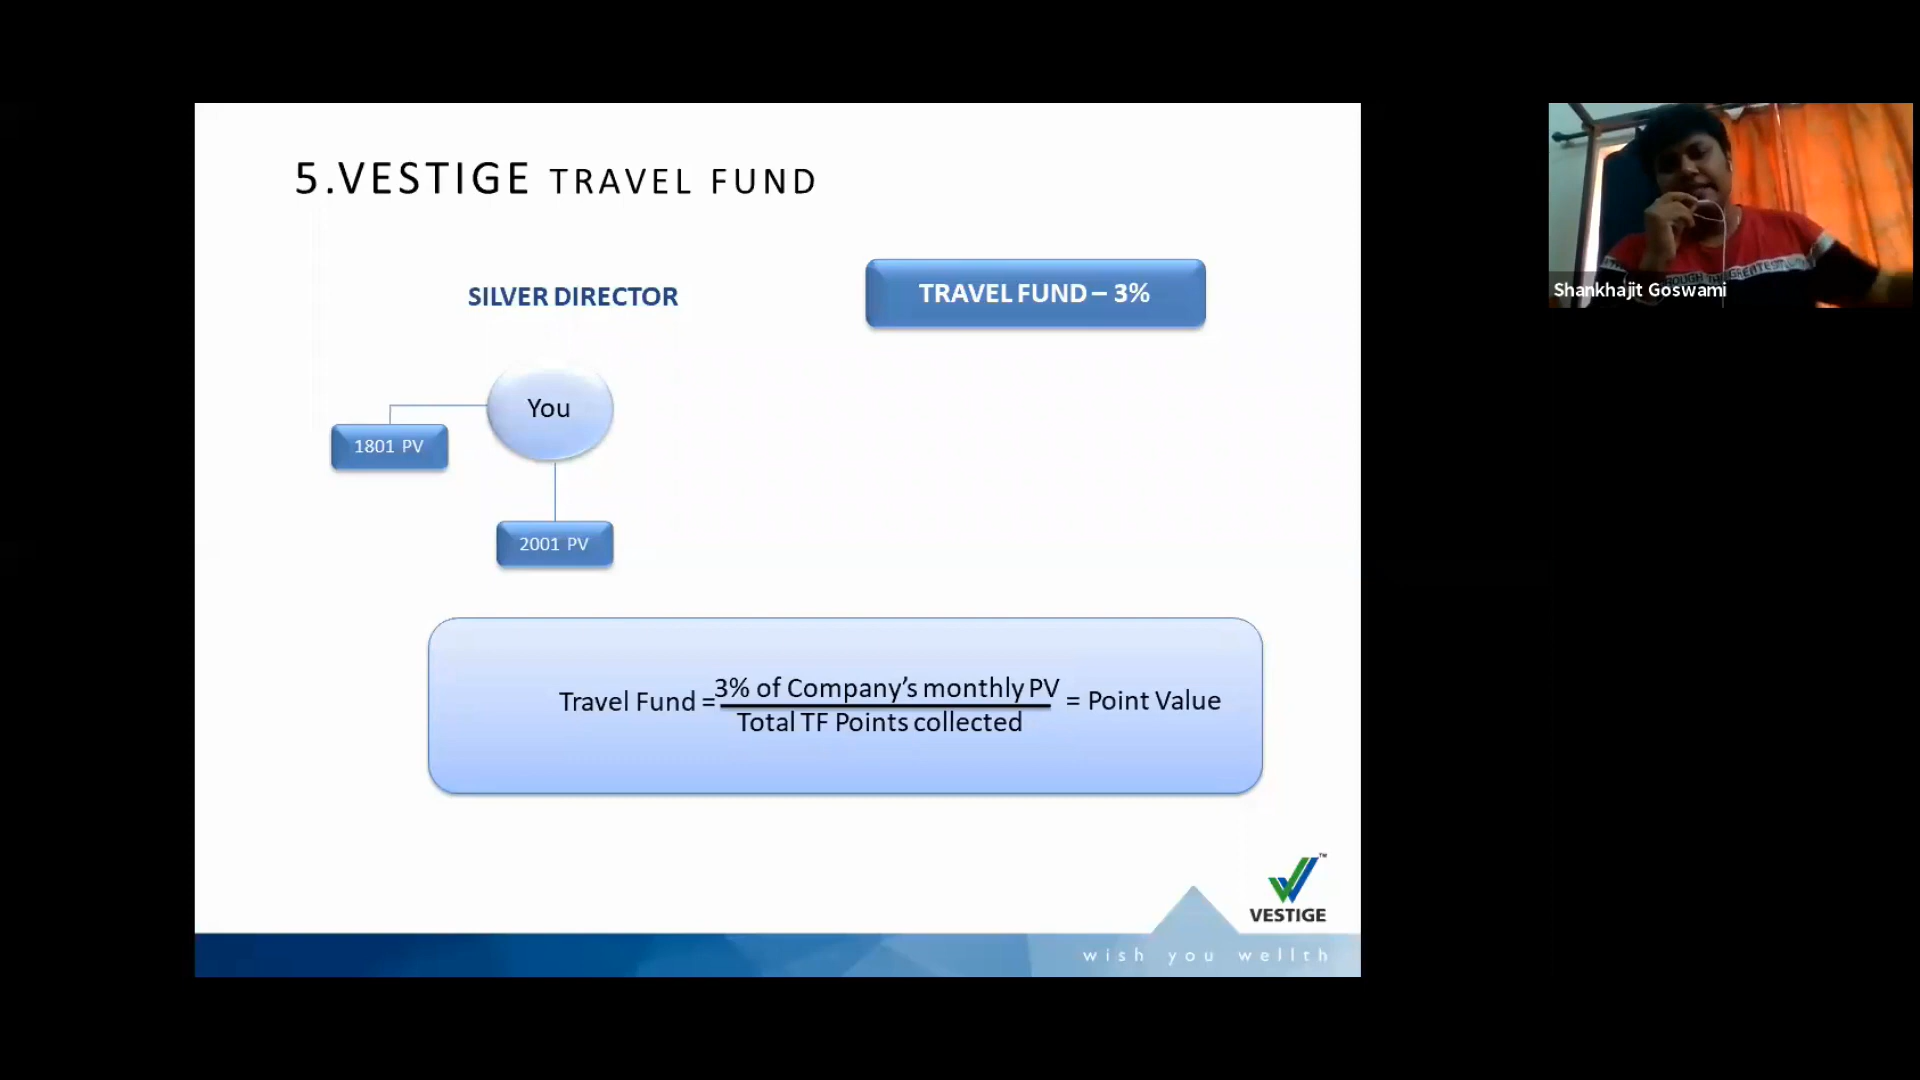 5.VESTIGE TRAVEL FUND
SILVER DIRECTOR
TRAVEL FUND – 3%
You
1801 PV
2001 PV
Travel Fund = 3% of Company's monthly PV = Point Value
Total TF Points collected
VESTIGE™
wish you wellth
Shankhajit Goswami